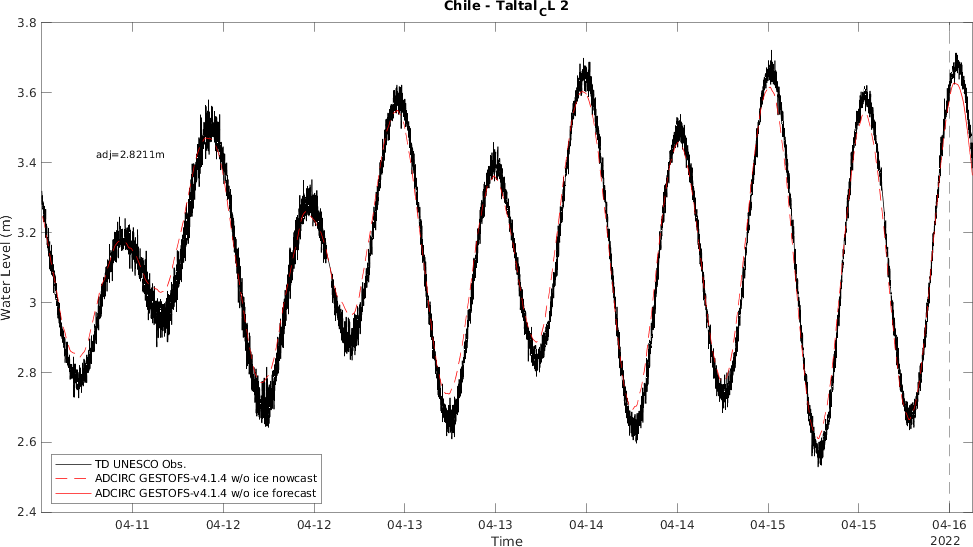 Chile - Taltal_CL 2
3.8
3.6
3.4
3.2
3
2.8
2.6
2.4
Water Level (m)
adj=2.8211m
TD UNESCO Obs.
ADCIRC GESTOFS-v4.1.4 w/o ice nowcast
ADCIRC GESTOFS-v4.1.4 w/o ice forecast
04-11 04-12 04-12 04-13 04-13 04-14 04-14 04-15 04-15 04-16
Time
2022